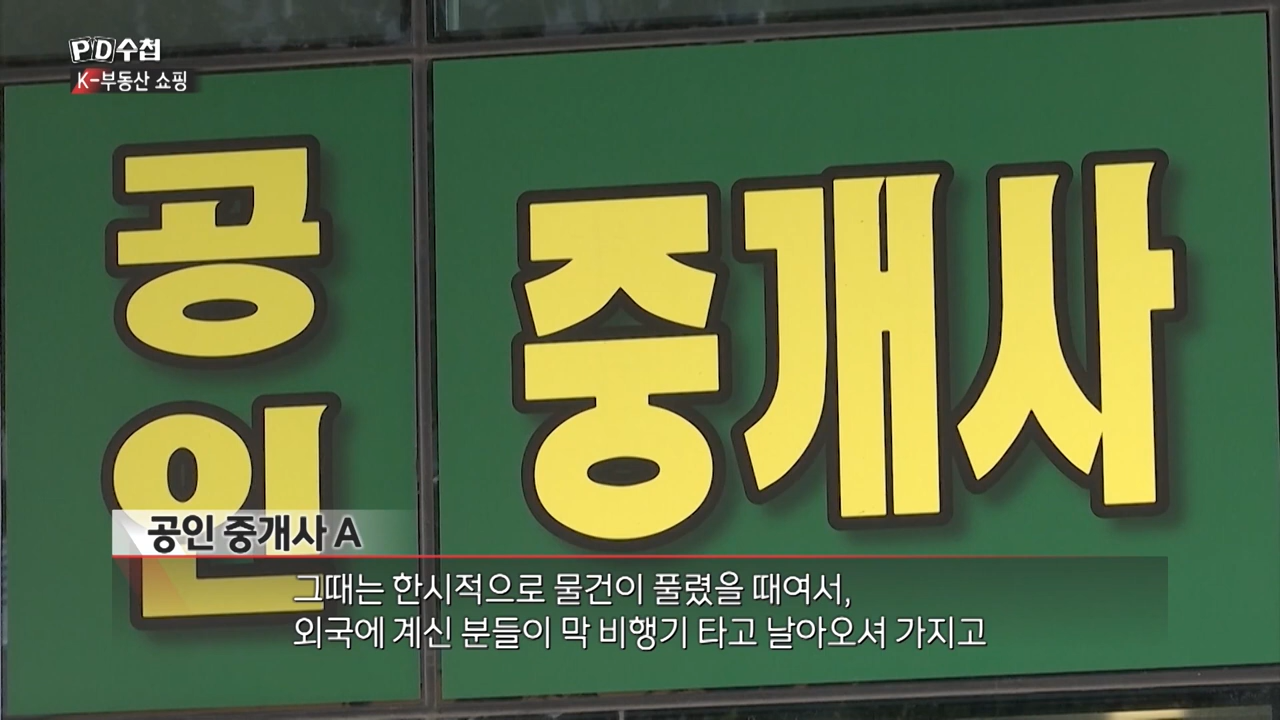 PD수첩
K-부동산 쇼핑
공인
중개사
공인 중개사 A
그때는 한시적으로 물건이 풀렸을 때여서,
외국에 계신 분들이 막 비행기 타고 날아오셔 가지고